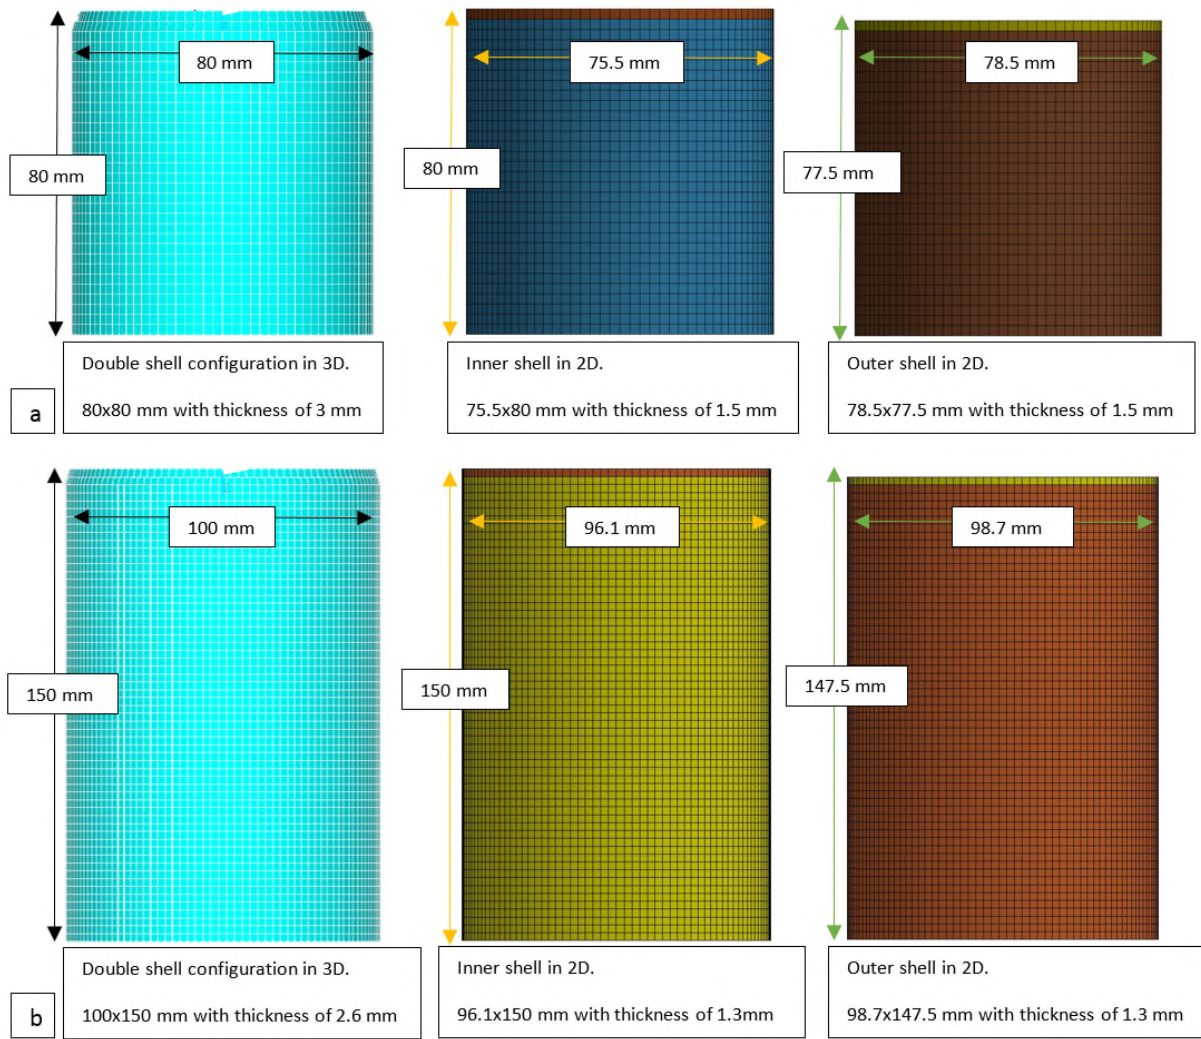 80 mm
75.5 mm
78.5 mm
80 mm
80 mm
77.5 mm
a
Double shell configuration in 3D.
80x80 mm with thickness of 3 mm
Inner shell in 2D.
75.5x80 mm with thickness of 1.5 mm
Outer shell in 2D.
78.5x77.5 mm with thickness of 1.5 mm
100 mm
96.1 mm
98.7 mm
150 mm
150 mm
147.5 mm
b
Double shell configuration in 3D.
100x150 mm with thickness of 2.6 mm
Inner shell in 2D.
96.1x150 mm with thickness of 1.3mm
Outer shell in 2D.
98.7x147.5 mm with thickness of 1.3 mm